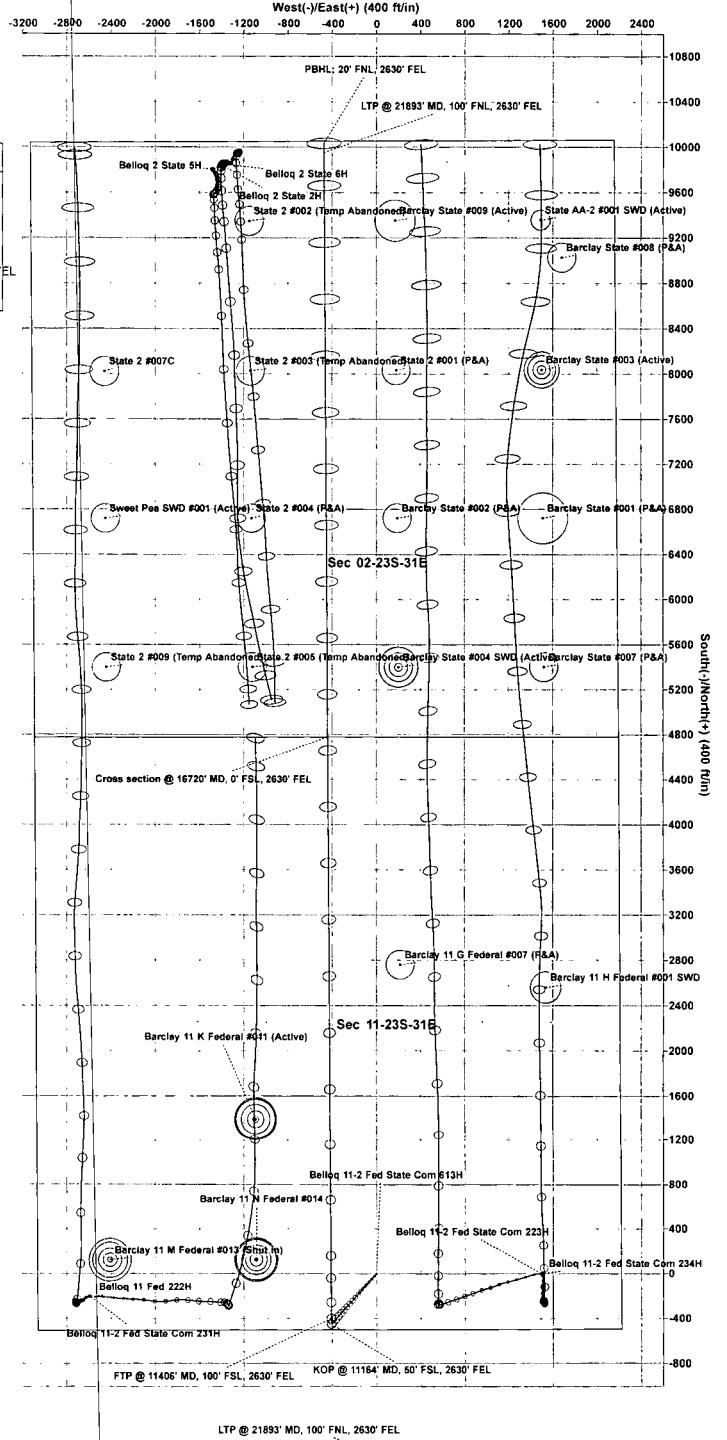 West(-)/East(+) (400 ft/in)
-3200 -2800 -2400 -2000 -1600 -1200 -800 -400 0 400 800 1200 1600 2000 2400
PBHL; 20' FNL, 2630' FEL
10800
LTP @ 21893' MD, 100' FNL, 2630' FEL
10400
10000
Belloq 2 State 5H
Belloq 2 State 6H
Belloq 2 State 2H
9600
State 2 #002 (Temp Abandoned)
Barclay State #009 (Active)
State AA-2 #001 SWD (Active)
9200
Barclay State #008 (P&A)
EL
8800
8400
State 2 #007C
State 2 #003 (Temp Abandoned)
State 2 #001 (P&A)
Barclay State #003 (Active)
8000
7600
7200
Sweet Pea SWD #001 (Active)
State 2 #004 (P&A)
Barclay State #002 (P&A)
Barclay State #001 (P&A)
6800
Sec 02-23S-31E
6400
6000
5600
State 2 #009 (Temp Abandoned)
State 2 #005 (Temp Abandoned)
Barclay State #004 SWD (Active)
Barclay State #007 (P&A)
5200
South(-)/North(+) (400 ft/in)
4800
Cross section @ 16720' MD, 0' FSL, 2630' FEL
4400
4000
3600
3200
Barclay 11 G Federal #007 (P&A)
2800
Barclay 11 H Federal #001 SWD
2400
Sec 11-23S-31E
Barclay 11 K Federal #011 (Active)
2000
1600
1200
Belloq 11-2 Fed State Com 613H
800
Barclay 11 N Federal #014
400
Belloq 11-2 Fed State Com 223H
Barclay 11 M Federal #013 (Shut in)
Belloq 11-2 Fed State Com 234H
0
Belloq 11 Fed 222H
-400
Belloq 11-2 Fed State Com 231H
-800
FTP @ 11406' MD, 100' FSL, 2630' FEL
KOP @ 11164' MD, 50' FSL, 2630' FEL
LTP @ 21893' MD, 100' FNL, 2630' FEL